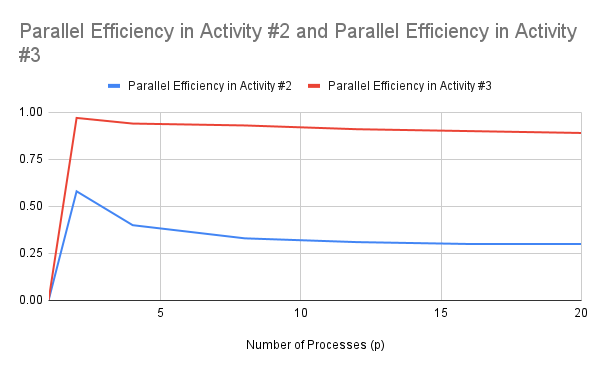 Parallel Efficiency in Activity #2 and Parallel Efficiency in Activity
#3
Parallel Efficiency in Activity #2 Parallel Efficiency in Activity #3
1.00
0.75
0.50
0.25
0.00
5 10 15 20
Number of Processes (p)